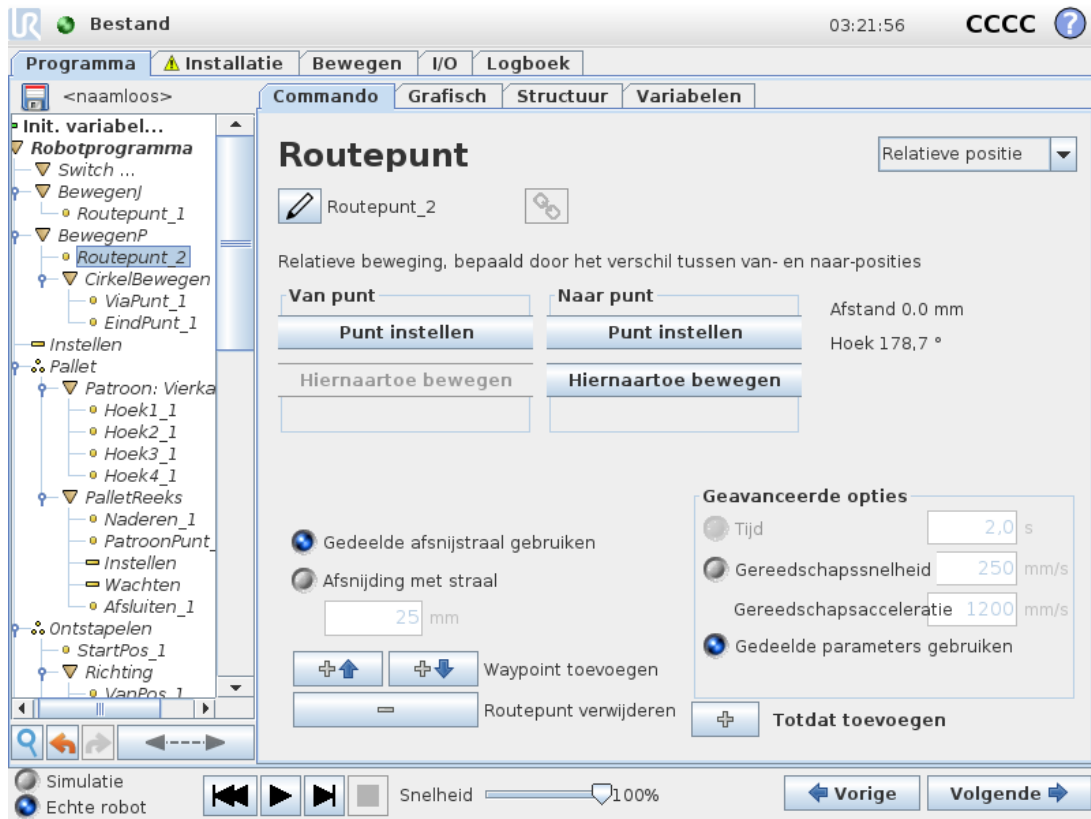 UR Bestand 03:21:56 CCCC ?
Programma Installatie Bewegen I/O Logboek
<naamloos>
Commando Grafisch Structuur Variabelen
Init. variabel...
Robotprogramma
Switch ...
BewegenJ
Routepunt_1
BewegenP
Routepunt_2
CirkelBewegen
ViaPunt_1
EindPunt_1
Instellen
Pallet
Patroon: Vierka
Hoek1_1
Hoek2_1
Hoek3_1
Hoek4_1
PalletReeks
Naderen_1
PatroonPunt_
Instellen
Wachten
Afsluiten_1
Ontstapelen
StartPos_1
Richting
VanPos_1
Routepunt
Relatieve positie
Routepunt_2
Relatieve beweging, bepaald door het verschil tussen van- en naar-posities
Van punt
Punt instellen
Hiernaartoe bewegen
Naar punt
Punt instellen
Hiernaartoe bewegen
Afstand 0.0 mm
Hoek 178,7 °
Gedeelde afsnijstraal gebruiken
Afsnijding met straal
25 mm
Waypoint toevoegen
Routepunt verwijderen
Geavanceerde opties
Tijd 2,0 s
Gereedschapssnelheid 250 mm/s
Gereedschapsacceleratie 1200 mm/s
Gedeelde parameters gebruiken
Totdat toevoegen
Simulatie
Echte robot
Snelheid 100%
Vorige
Volgende